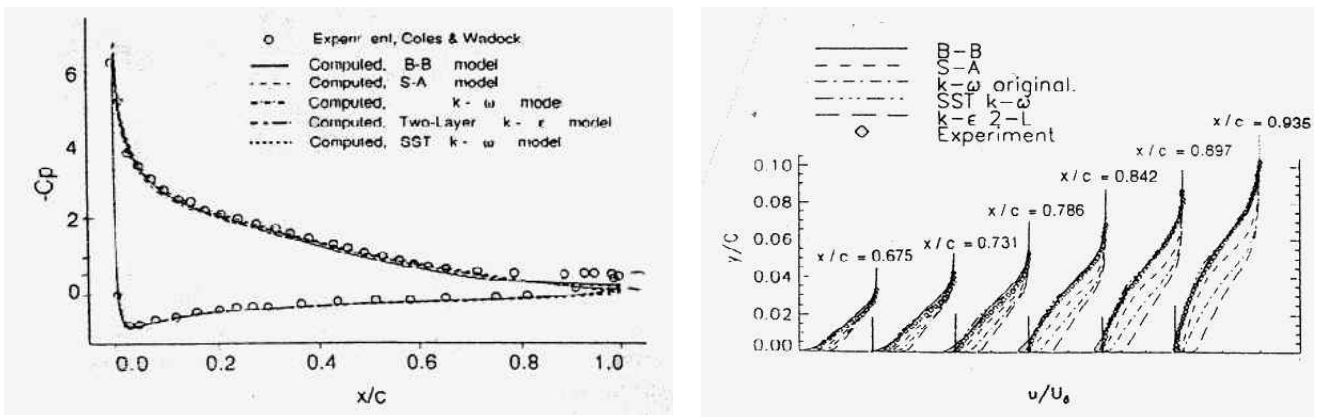 Experiment, Coles & Wadock
Computed, B-B model
Computed, S-A model
Computed, k - ω mode
Computed, Two-Layer k - ε model
Computed, SST k - ω model
6
4
2
0
-Cp
0.0 0.2 0.4 0.6 0.8 1.0
x/c
B-B
S-A
k-ω original.
SST k-ω
k-ε 2-L
Experiment
x/c = 0.935
x/c = 0.897
x/c = 0.842
x/c = 0.786
x/c = 0.731
x/c = 0.675
0.10
0.08
0.06
0.04
0.02
0.00
y/C
u/Uδ